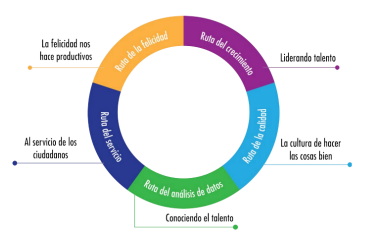 La felicidad nos
hace productivos
Ruta de la felicidad
Ruta del crecimiento
Liderando talento
Al servicio de los
ciudadanos
Ruta del servicio
Ruta de la calidad
La cultura de hacer
las cosas bien
Ruta del análisis de datos
Conociendo el talento